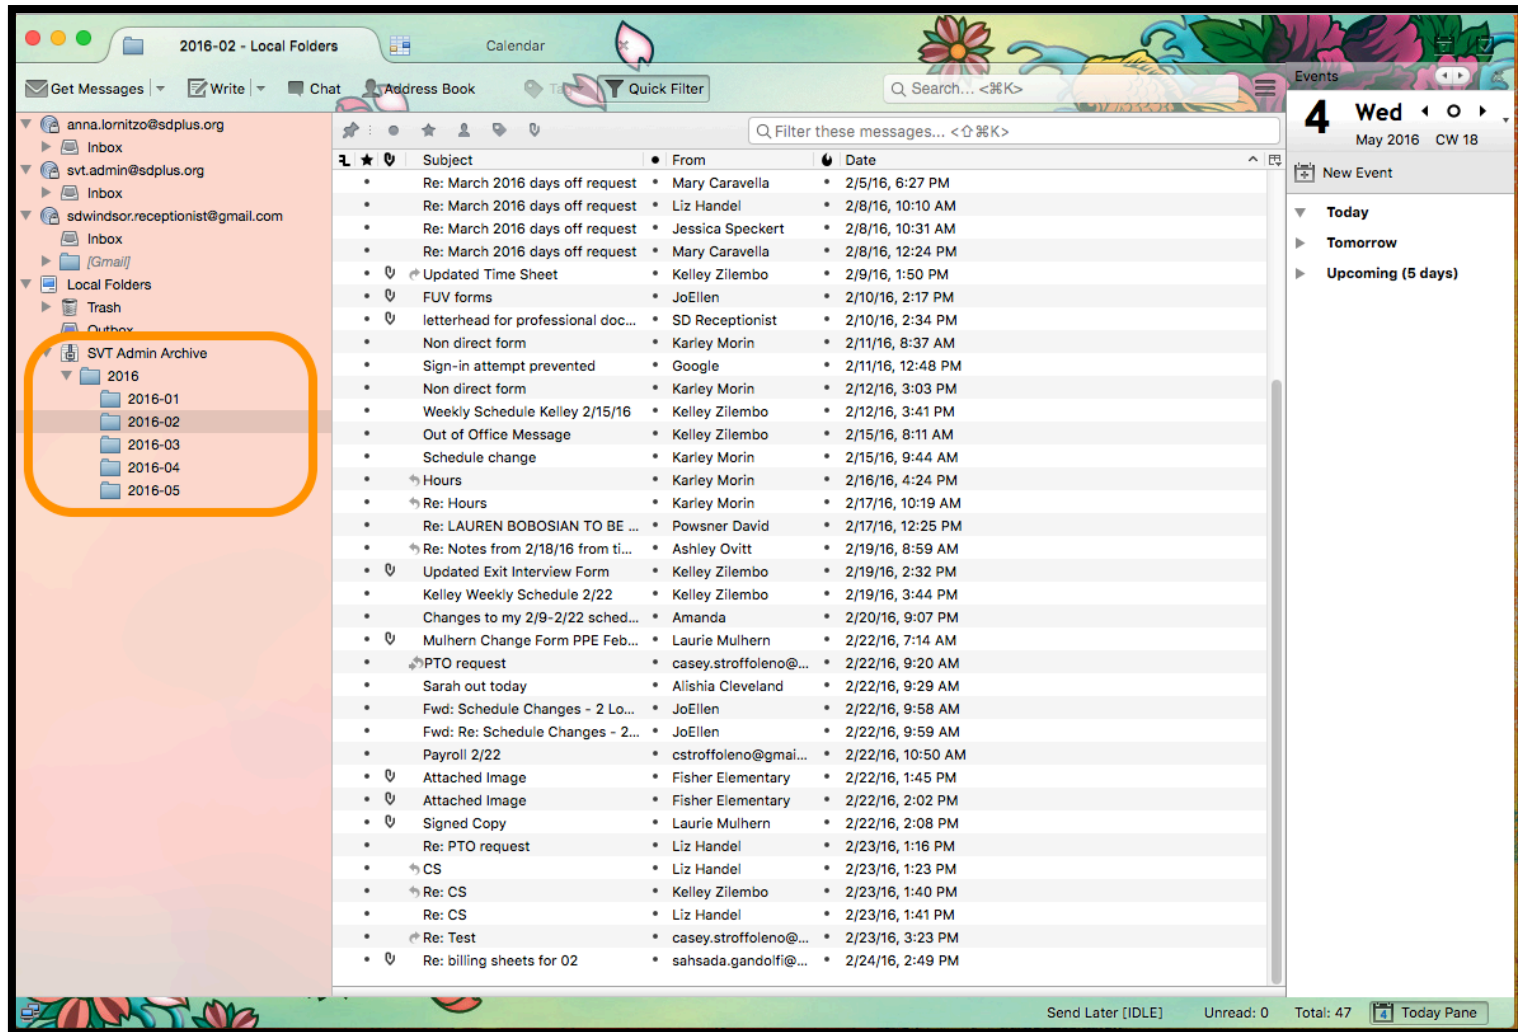 2016-02 - Local Folders
Calendar
Get Messages
Write
Chat
Address Book
Quick Filter
Search... <⌘K>
Events
anna.lornitzo@sdplus.org
Inbox
svt.admin@sdplus.org
Inbox
sdwindsor.receptionist@gmail.com
Inbox
[Gmail]
Local Folders
Trash
Outbox
SVT Admin Archive
2016
2016-01
2016-02
2016-03
2016-04
2016-05
Filter these messages... <⇧⌘K>
Subject From Date
Re: March 2016 days off request Mary Caravella 2/5/16, 6:27 PM
Re: March 2016 days off request Liz Handel 2/8/16, 10:10 AM
Re: March 2016 days off request Jessica Speckert 2/8/16, 10:31 AM
Re: March 2016 days off request Mary Caravella 2/8/16, 12:24 PM
Updated Time Sheet Kelley Zilembo 2/9/16, 1:50 PM
FUV forms JoEllen 2/10/16, 2:17 PM
letterhead for professional doc... SD Receptionist 2/10/16, 2:34 PM
Non direct form Karley Morin 2/11/16, 8:37 AM
Sign-in attempt prevented Google 2/11/16, 12:48 PM
Non direct form Karley Morin 2/12/16, 3:03 PM
Weekly Schedule Kelley 2/15/16 Kelley Zilembo 2/12/16, 3:41 PM
Out of Office Message Kelley Zilembo 2/15/16, 8:11 AM
Schedule change Karley Morin 2/15/16, 9:44 AM
Hours Karley Morin 2/16/16, 4:24 PM
Re: Hours Karley Morin 2/17/16, 10:19 AM
Re: LAUREN BOBOSIAN TO BE ... Powsner David 2/17/16, 12:25 PM
Re: Notes from 2/18/16 from ti... Ashley Ovitt 2/19/16, 8:59 AM
Updated Exit Interview Form Kelley Zilembo 2/19/16, 2:32 PM
Kelley Weekly Schedule 2/22 Kelley Zilembo 2/19/16, 3:44 PM
Changes to my 2/9-2/22 sched... Amanda 2/20/16, 9:07 PM
Mulhern Change Form PPE Feb... Laurie Mulhern 2/22/16, 7:14 AM
PTO request casey.stroffoleno@... 2/22/16, 9:20 AM
Sarah out today Alishia Cleveland 2/22/16, 9:29 AM
Fwd: Schedule Changes - 2 Lo... JoEllen 2/22/16, 9:58 AM
Fwd: Re: Schedule Changes - 2... JoEllen 2/22/16, 9:59 AM
Payroll 2/22 cstroffoleno@gmai... 2/22/16, 10:50 AM
Attached Image Fisher Elementary 2/22/16, 1:45 PM
Attached Image Fisher Elementary 2/22/16, 2:02 PM
Signed Copy Laurie Mulhern 2/22/16, 2:08 PM
Re: PTO request Liz Handel 2/23/16, 1:16 PM
CS Liz Handel 2/23/16, 1:23 PM
Re: CS Kelley Zilembo 2/23/16, 1:40 PM
Re: CS Liz Handel 2/23/16, 1:41 PM
Re: Test casey.stroffoleno@... 2/23/16, 3:23 PM
Re: billing sheets for 02 sahsada.gandolfi@... 2/24/16, 2:49 PM
4 Wed
May 2016 CW 18
New Event
Today
Tomorrow
Upcoming (5 days)
Send Later [IDLE] Unread: 0 Total: 47 4 Today Pane